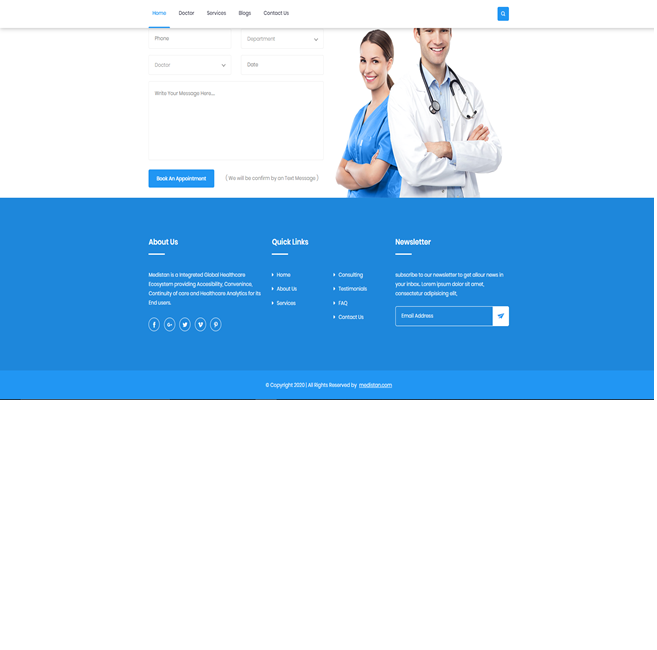 Home Doctor Services Blogs Contact Us
Phone Department
Doctor Date
Write Your Message Here...
Book An Appointment ( We will be confirm by an Text Message )
About Us
Medistan is a Integrated Global Healthcare
Ecosystem providing Accesibility, Convenince,
Continuity of care and Healthcare Analytics for its
End users.
Quick Links
Home
About Us
Services
Consulting
Testimonials
FAQ
Contact Us
Newsletter
subscribe to our newsletter to get allour news in
your inbox, Lorem ipsum dolor sit amet,
consectetur adipisicing elit,
Email Address
© Copyright 2020 | All Rights Reserved by medistan.com